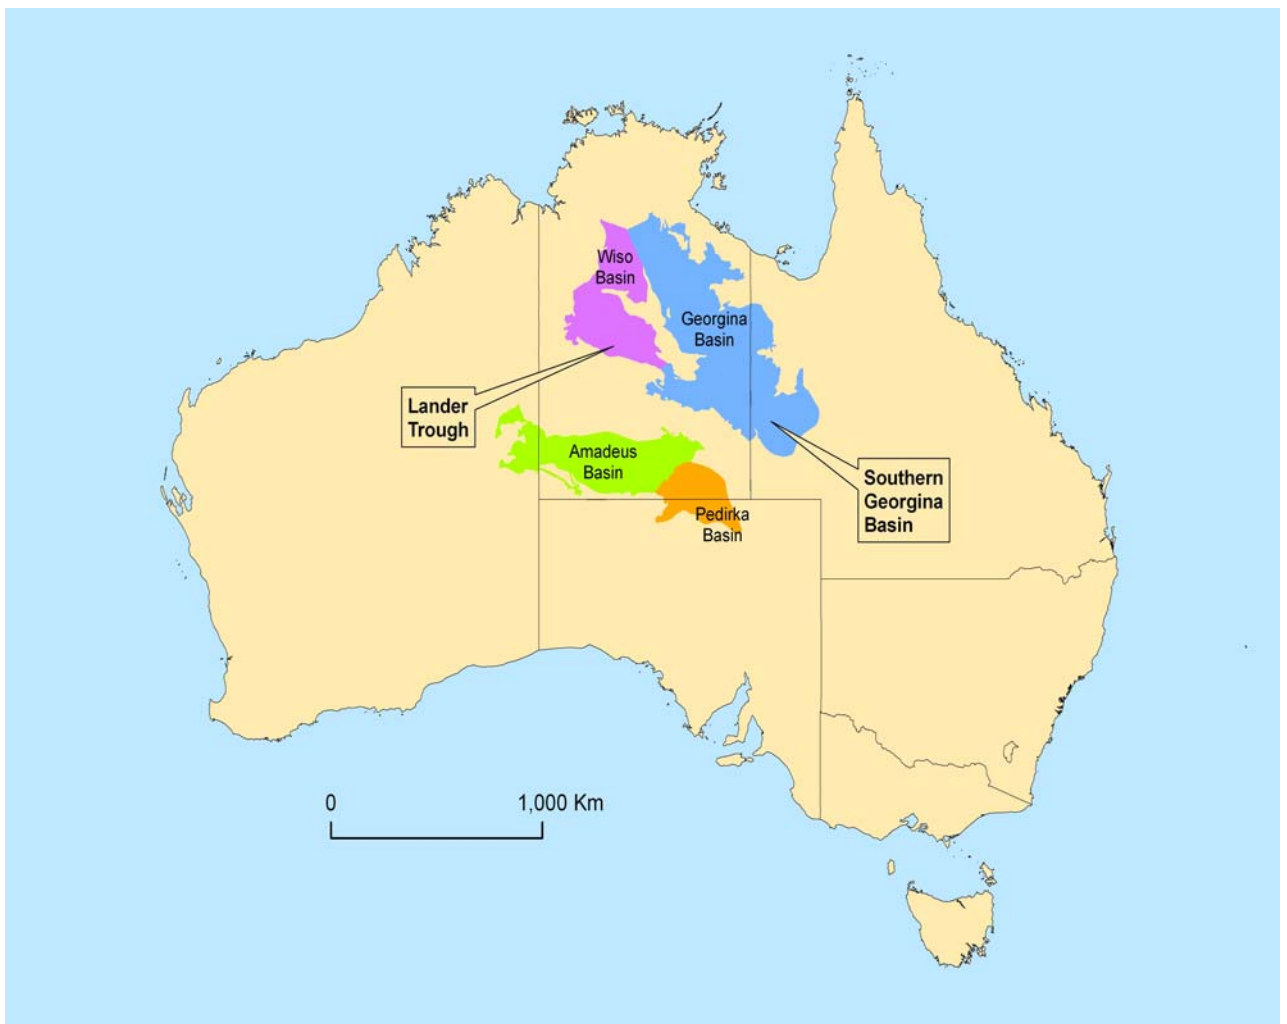 Wiso
Basin
Georgina
Basin
Lander
Trough
Amadeus
Basin
Southern
Georgina
Basin
Pedirka
Basin
0 1,000 Km